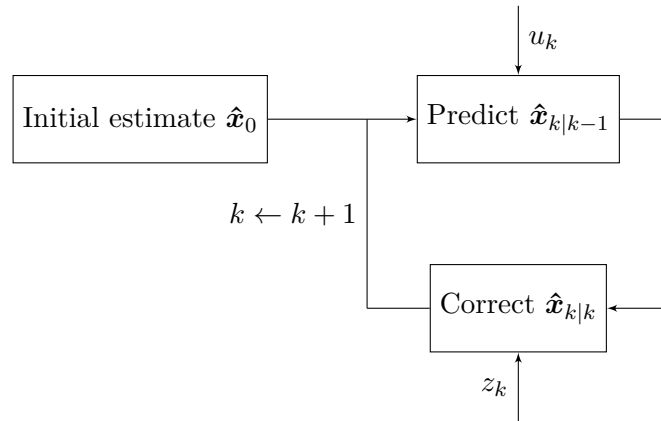 u_k
Initial estimate x̂_0
Predict x̂_{k|k−1}
k ← k + 1
Correct x̂_{k|k}
z_k